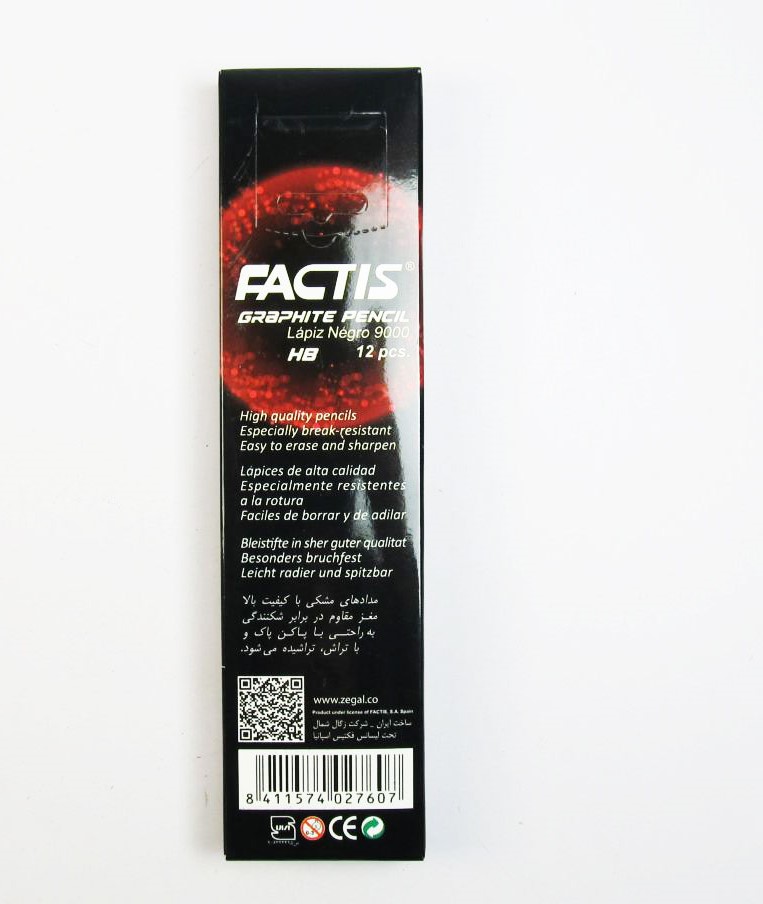 FACTIS®
GRAPHITE PENCIL
Lápiz Négro 9000
HB 12 pcs.
High quality pencils
Especially break-resistant
Easy to erase and sharpen
Lápices de alta calidad
Especialmente resistentes
a la rotura
Faciles de borrar y de adilar
Bleistifte in sher guter qualitat
Besonders bruchfest
Leicht radier und spitzbar
مدادهای مشکی با کیفیت بالا
مغز مقاوم در برابر شکنندگی
به راحتی با پاکن پاک و
با تراش، تراشیده می شود.
www.zegal.co
Product under license of FACTIS, S.A. Spain
ساخت ایران _ شرکت زگال شمال
تحت لیسانس فکتیس اسپانیا
8 411574 027607
0-3 CE